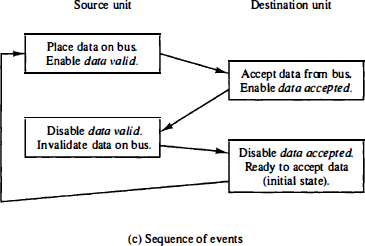 Source unit
Destination unit
Place data on bus.
Enable data valid.
Accept data from bus.
Enable data accepted.
Disable data valid.
Invalidate data on bus.
Disable data accepted.
Ready to accept data
(initial state).
(c) Sequence of events